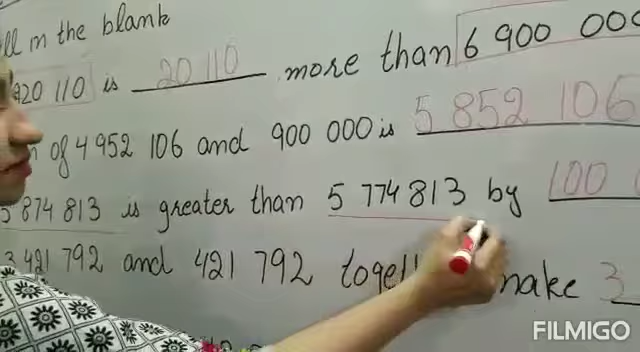 ll in the blank
920 110 is 20 110 more than 6 900 000
of 4 952 106 and 900 000 is 5 852 106
5 874 813 is greater than 5 774 813 by 100
3 421 792 and 421 792 make 3
FILMIGO